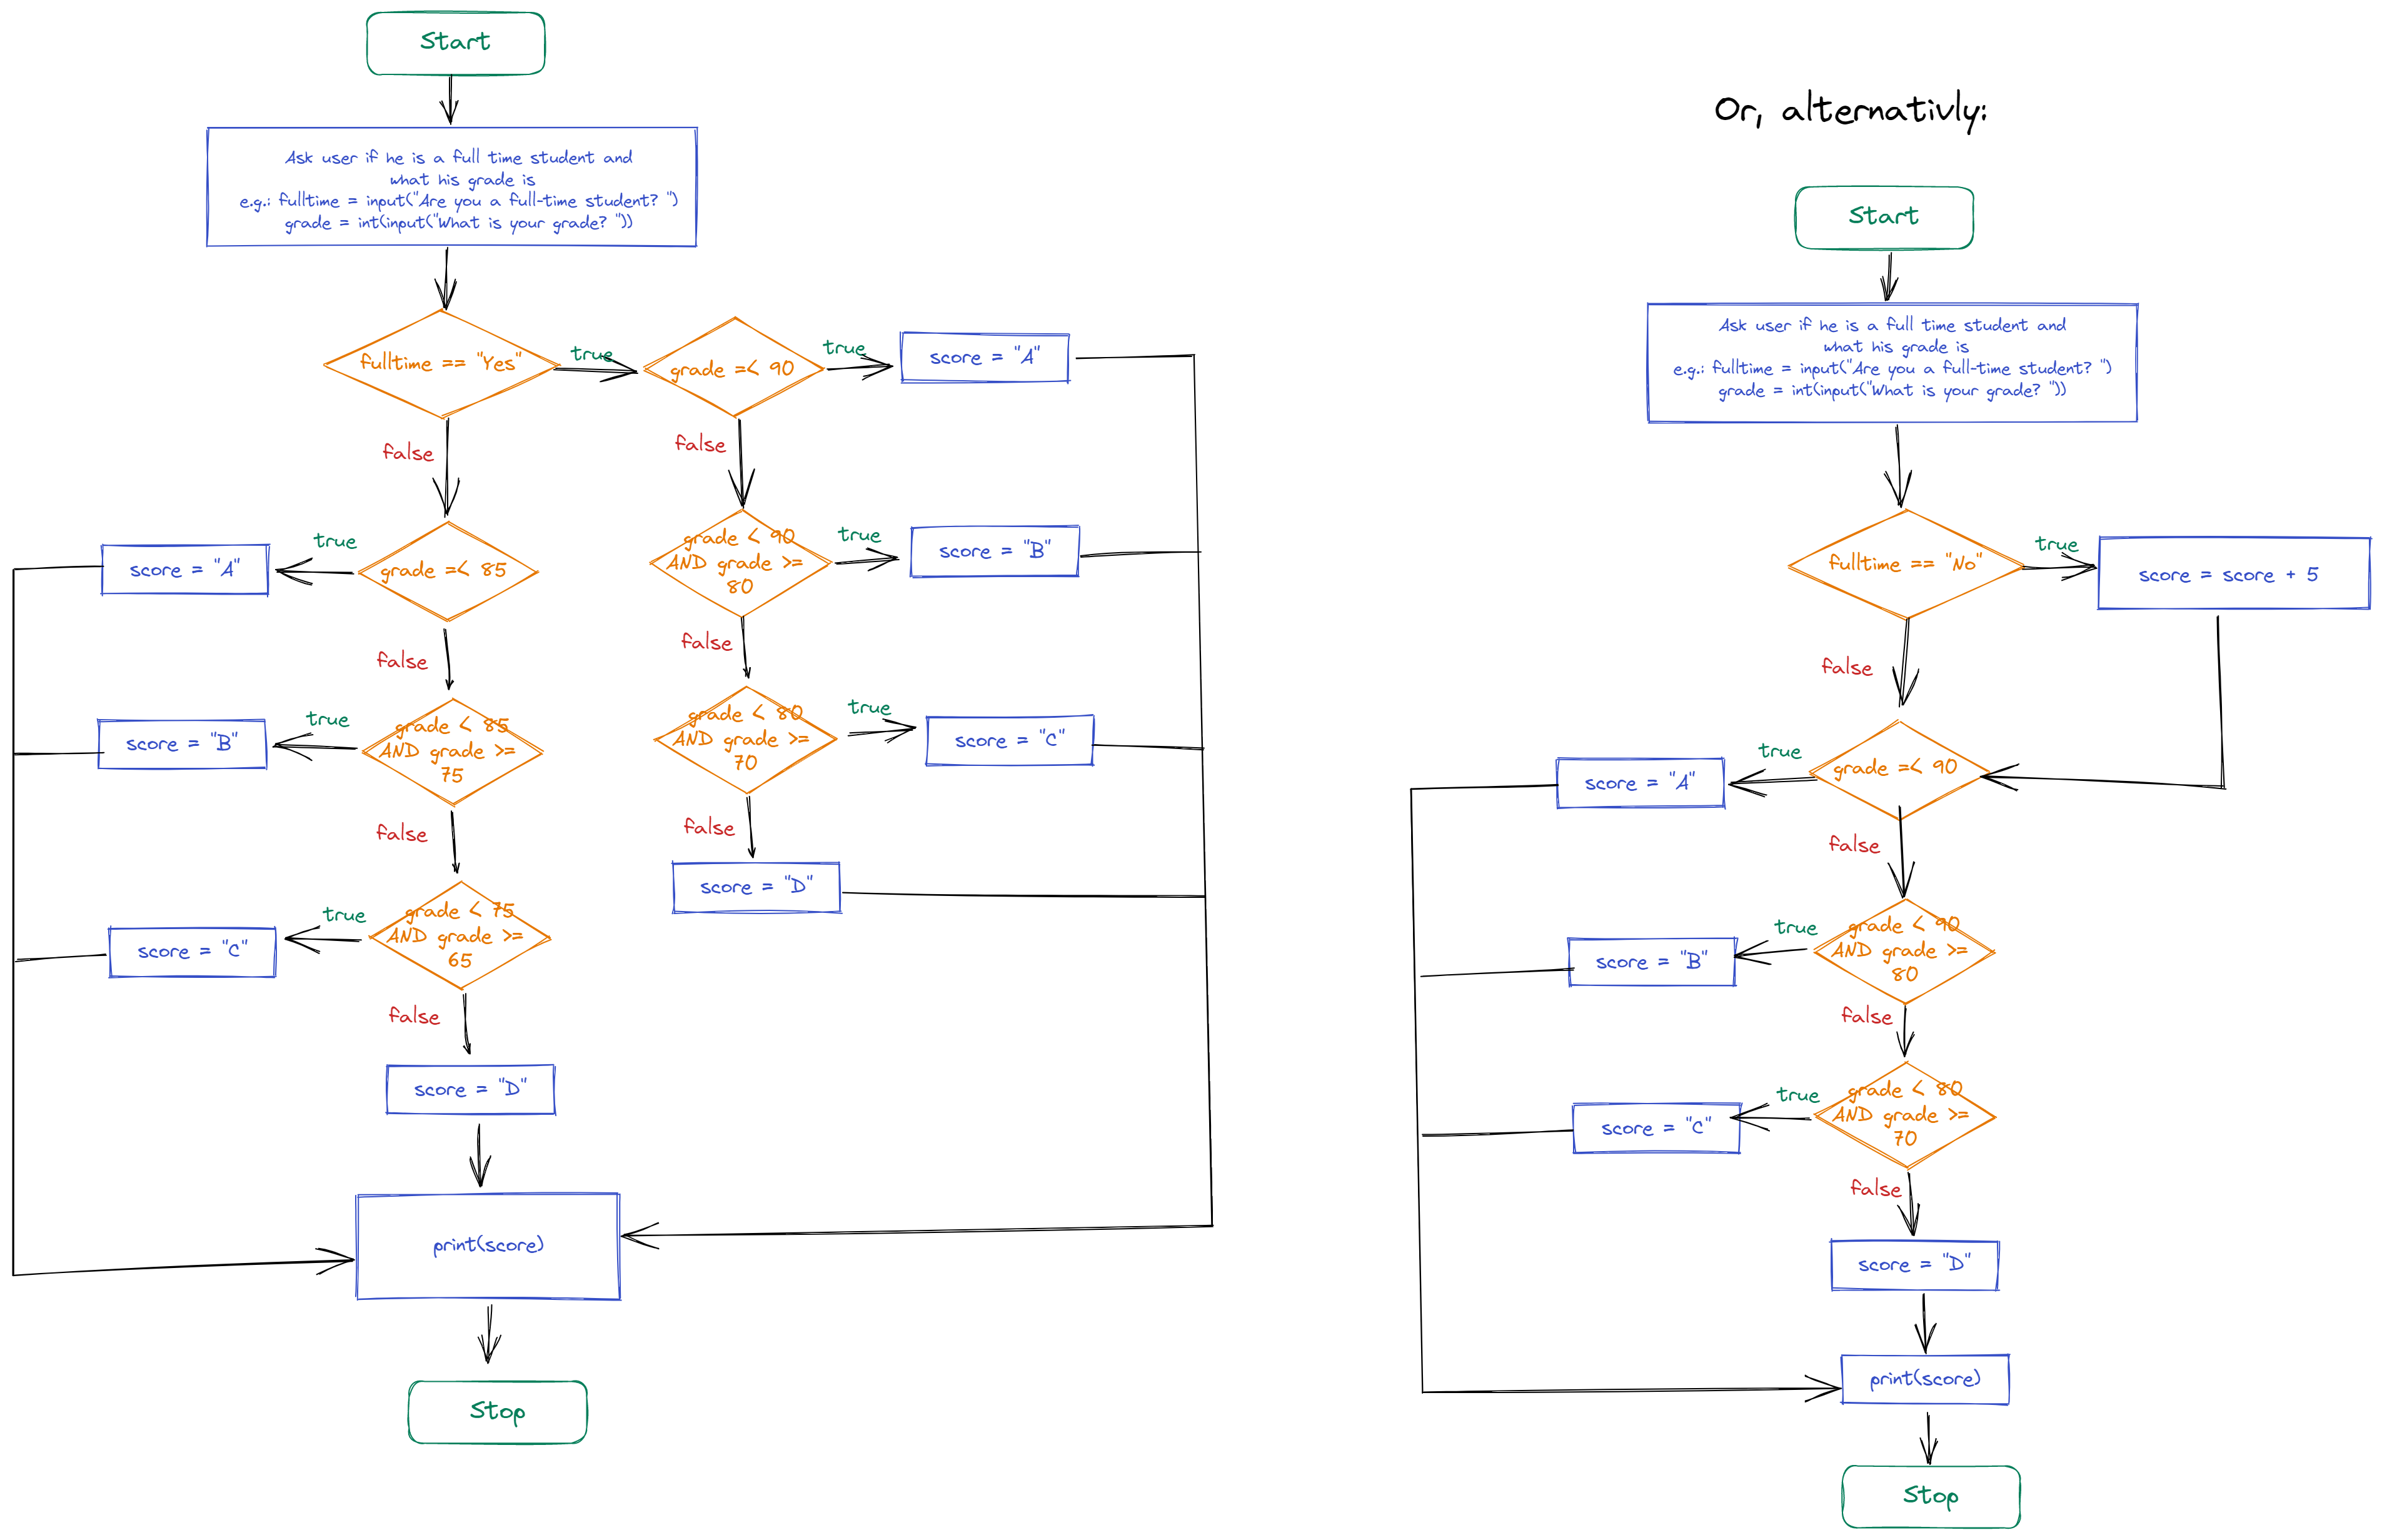 Start
Ask user if he is a full time student and
what his grade is
e.g.: fulltime = input("Are you a full-time student? ")
grade = int(input("What is your grade? "))
fulltime == "Yes"
true
grade =< 90
true
score = "A"
false
false
grade < 90
AND grade >=
80
true
score = "B"
true
grade =< 85
score = "A"
false
false
grade < 80
AND grade >=
70
true
score = "C"
true
grade < 85
AND grade >=
75
score = "B"
false
false
score = "D"
true
grade < 75
AND grade >=
65
score = "C"
false
score = "D"
print(score)
Stop
Or, alternativly:
Start
Ask user if he is a full time student and
what his grade is
e.g.: fulltime = input("Are you a full-time student? ")
grade = int(input("What is your grade? "))
fulltime == "No"
true
score = score + 5
false
grade =< 90
true
score = "A"
false
grade < 90
AND grade >=
80
true
score = "B"
false
grade < 80
AND grade >=
70
true
score = "C"
false
score = "D"
print(score)
Stop